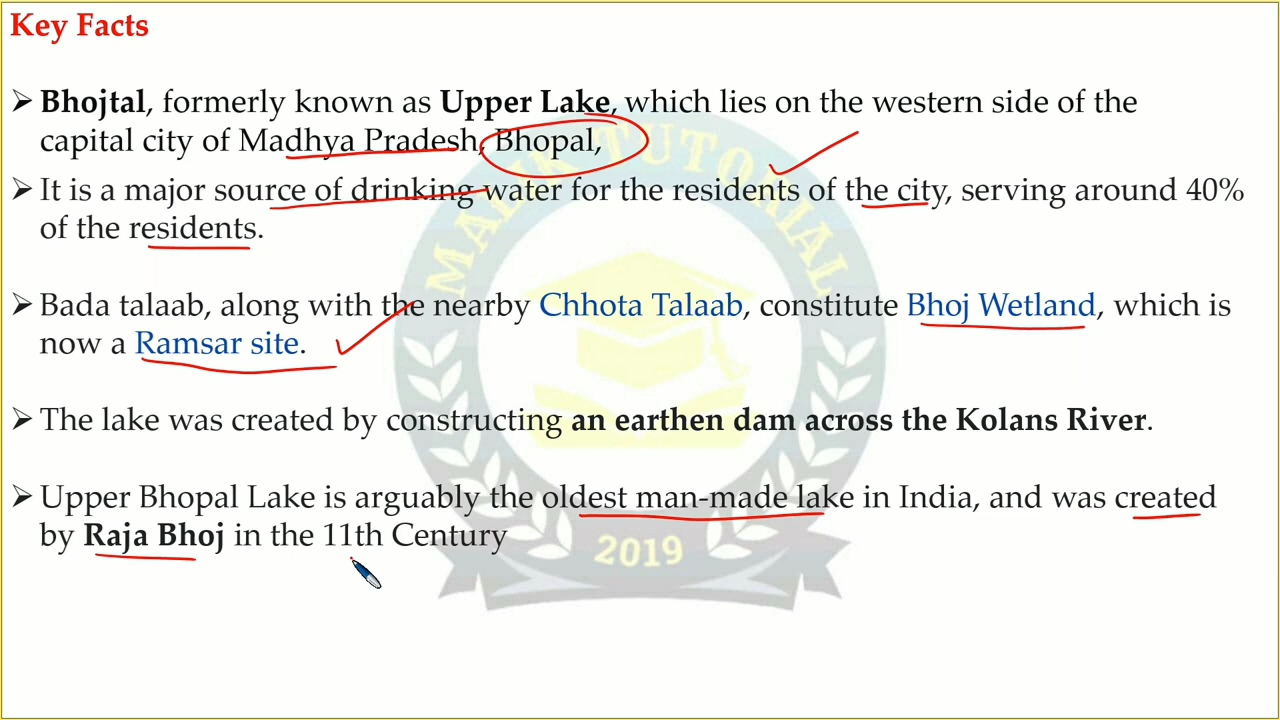 Key Facts
➢ Bhojtal, formerly known as Upper Lake, which lies on the western side of the
capital city of Madhya Pradesh, Bhopal,
➢ It is a major source of drinking water for the residents of the city, serving around 40%
of the residents.
➢ Bada talaab, along with the nearby Chhota Talaab, constitute Bhoj Wetland, which is
now a Ramsar site.
➢ The lake was created by constructing an earthen dam across the Kolans River.
➢ Upper Bhopal Lake is arguably the oldest man-made lake in India, and was created
by Raja Bhoj in the 11th Century
MALIK TUTORIAL
2019